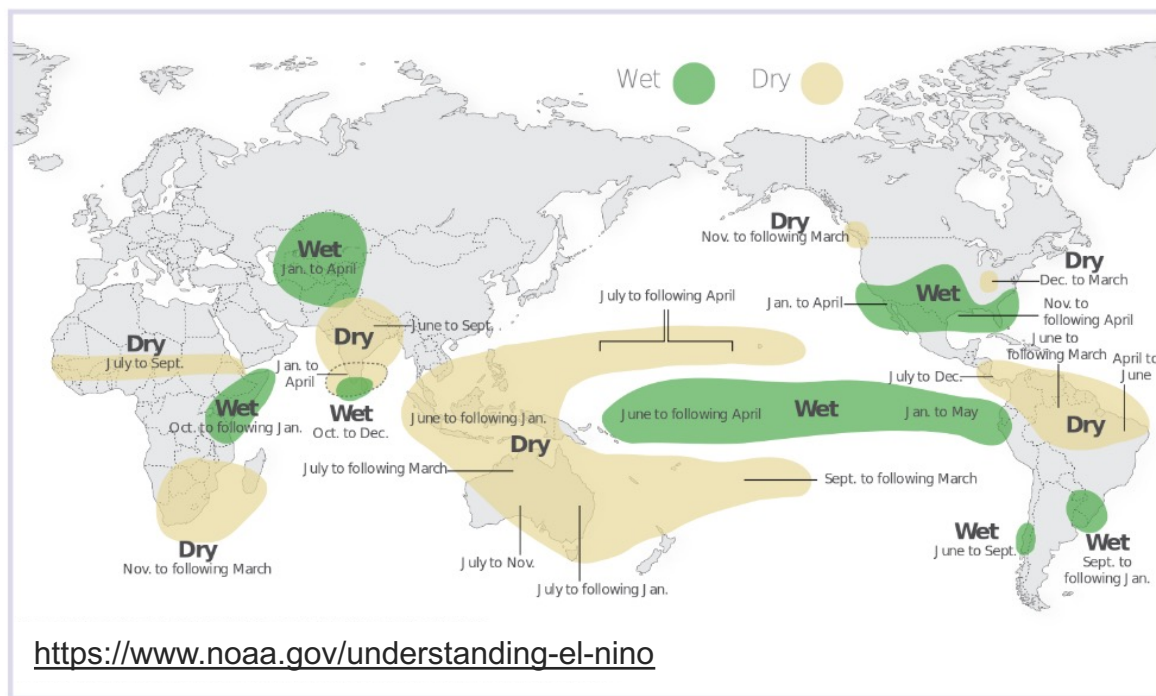 Wet
Dry
Wet
Jan. to April
Dry
Nov. to following March
Dry
Dec. to March
July to following April
Jan. to April
Wet
Nov. to
following April
June to Sept.
Dry
Dry
July to Sept.
Jan. to
April
June to
following March
April to
June
July to Dec.
Wet
Oct. to following Jan.
Wet
Oct. to Dec.
June to following Jan.
Dry
June to following April
Wet
Jan. to May
Dry
July to following March
Sept. to following March
Dry
Nov. to following March
July to Nov.
July to following Jan.
Wet
June to Sept.
Wet
Sept. to
following Jan.
https://www.noaa.gov/understanding-el-nino